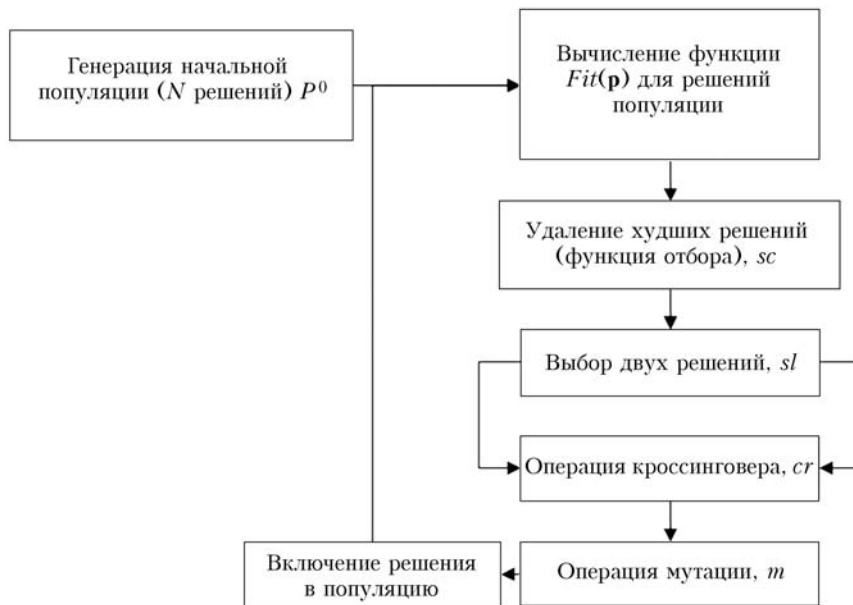 Генерация начальной
популяции (N решений) P⁰
Вычисление функции
Fit(p) для решений
популяции
Удаление худших решений
(функция отбора), sc
Выбор двух решений, sl
Операция кроссинговера, cr
Операция мутации, m
Включение решения
в популяцию